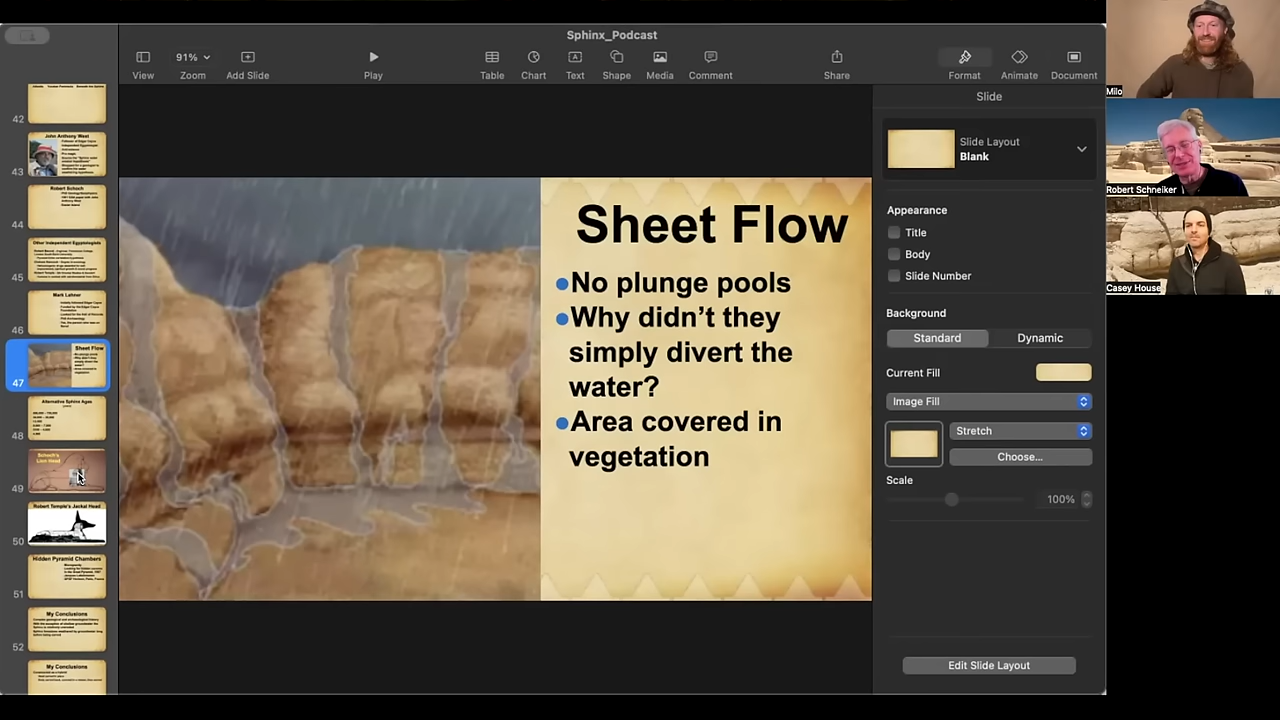 Sphinx_Podcast
91%
View
Zoom
Add Slide
Play
Table
Chart
Text
Shape
Media
Comment
Share
Format
Animate
Document
42
John Anthony West
43
Robert Schoch
44
Other Independent Egyptologists
45
Mark Lehner
46
Sheet Flow
47
Alternative Sphinx Ages
48
Schoch's
Lion Head
49
Robert Temple's Jackal Head
50
Hidden Pyramid Chambers
51
My Conclusions
52
My Conclusions
Sheet Flow
No plunge pools
Why didn't they
simply divert the
water?
Area covered in
vegetation
Slide
Slide Layout
Blank
Appearance
Title
Body
Slide Number
Background
Standard
Dynamic
Current Fill
Image Fill
Stretch
Choose...
Scale
100%
Edit Slide Layout
Milo
Robert Schneiker
Casey House